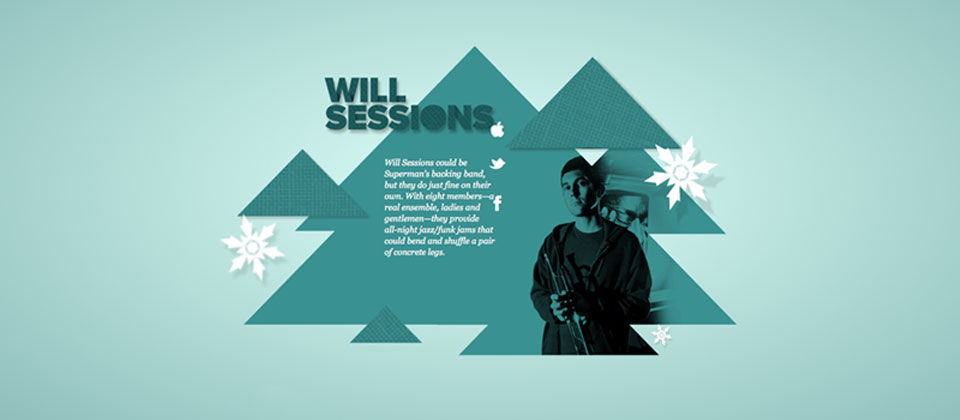 WILL
SESSIONS
Will Sessions could be
Superman's backing band,
but they do just fine on their
own. With eight members—a
real ensemble, ladies and
gentlemen—they provide
all-night jazz/funk jams that
could bend and shuffle a pair
of concrete legs.